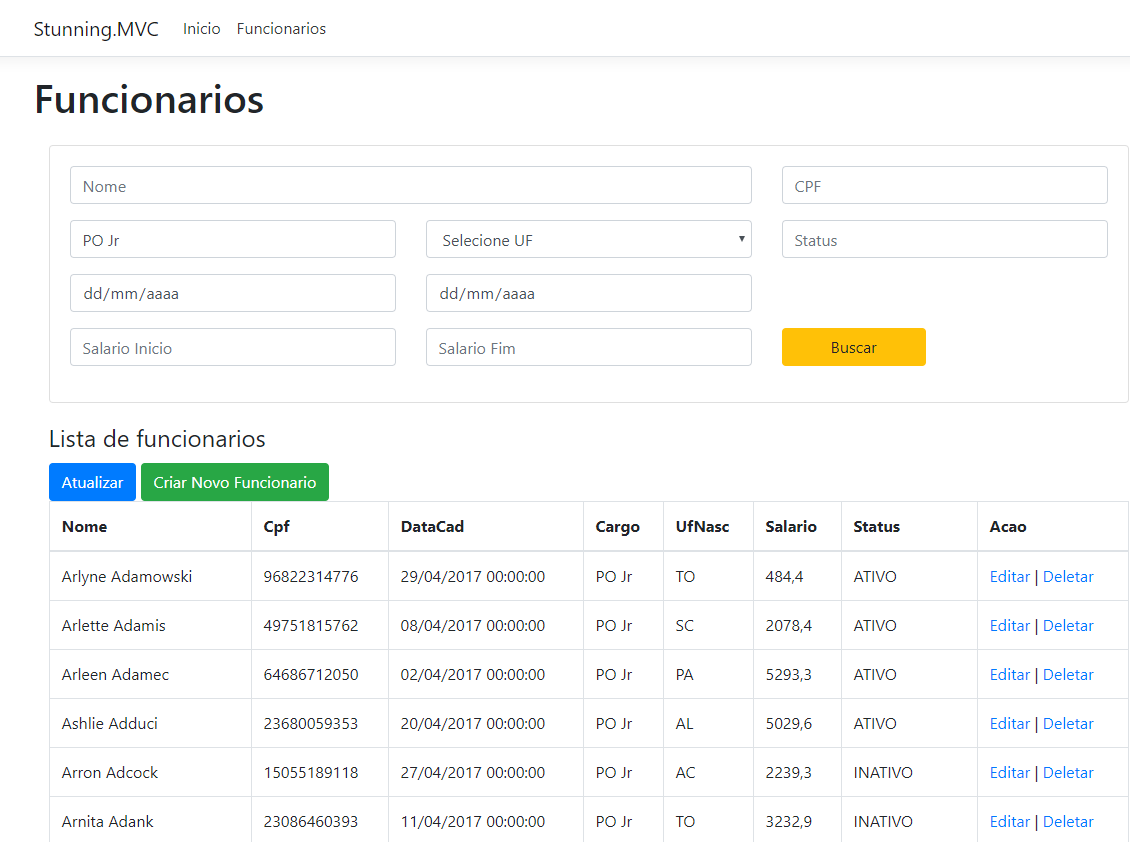 Stunning.MVC Inicio Funcionarios
Funcionarios
Nome CPF
PO Jr Selecione UF Status
dd/mm/aaaa dd/mm/aaaa
Salario Inicio Salario Fim Buscar
Lista de funcionarios
Atualizar Criar Novo Funcionario
Nome Cpf DataCad Cargo UfNasc Salario Status Acao
Arlyne Adamowski 96822314776 29/04/2017 00:00:00 PO Jr TO 484,4 ATIVO Editar | Deletar
Arlette Adamis 49751815762 08/04/2017 00:00:00 PO Jr SC 2078,4 ATIVO Editar | Deletar
Arleen Adamec 64686712050 02/04/2017 00:00:00 PO Jr PA 5293,3 ATIVO Editar | Deletar
Ashlie Adduci 23680059353 20/04/2017 00:00:00 PO Jr AL 5029,6 ATIVO Editar | Deletar
Arron Adcock 15055189118 27/04/2017 00:00:00 PO Jr AC 2239,3 INATIVO Editar | Deletar
Arnita Adank 23086460393 11/04/2017 00:00:00 PO Jr TO 3232,9 INATIVO Editar | Deletar